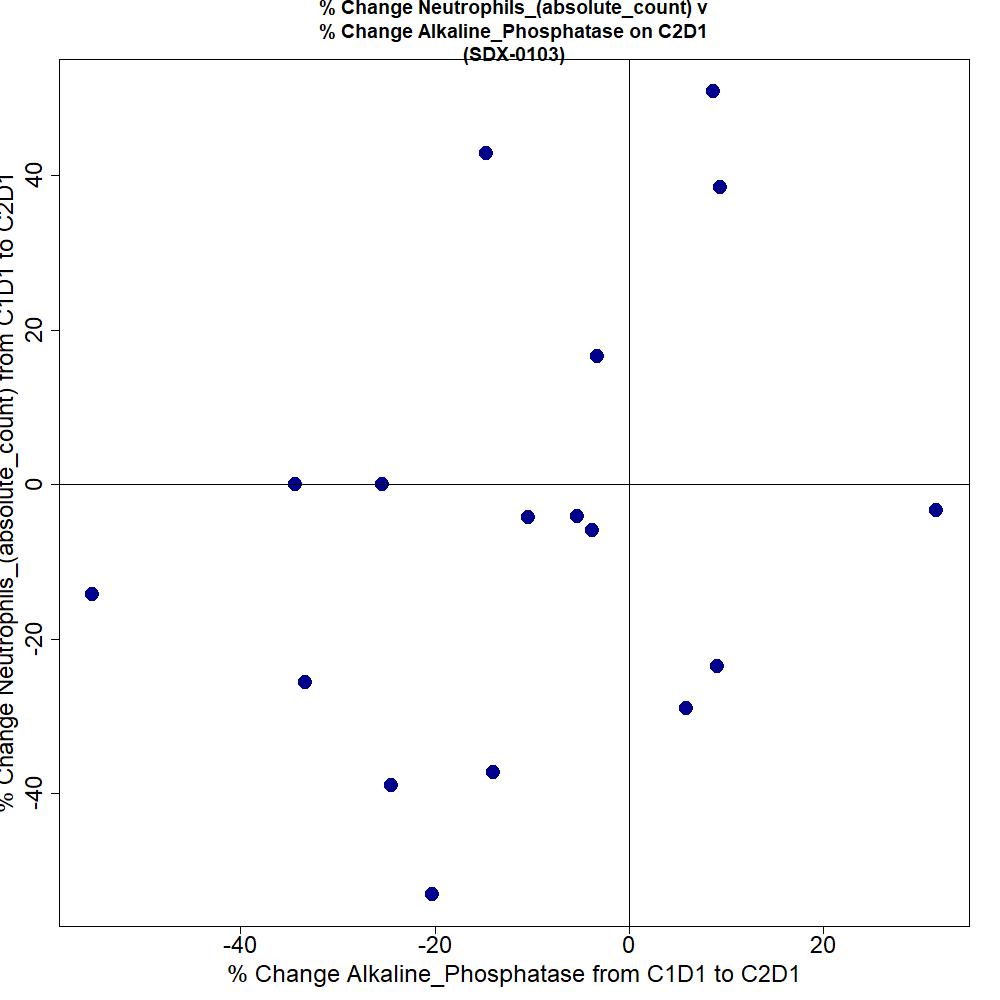 % Change Neutrophils_(absolute_count) v
% Change Alkaline_Phosphatase on C2D1
(SDX-0103)
% Change Neutrophils_(absolute_count) from C1D1 to C2D1
40
20
0
-20
-40
-40
-20
0
20
% Change Alkaline_Phosphatase from C1D1 to C2D1